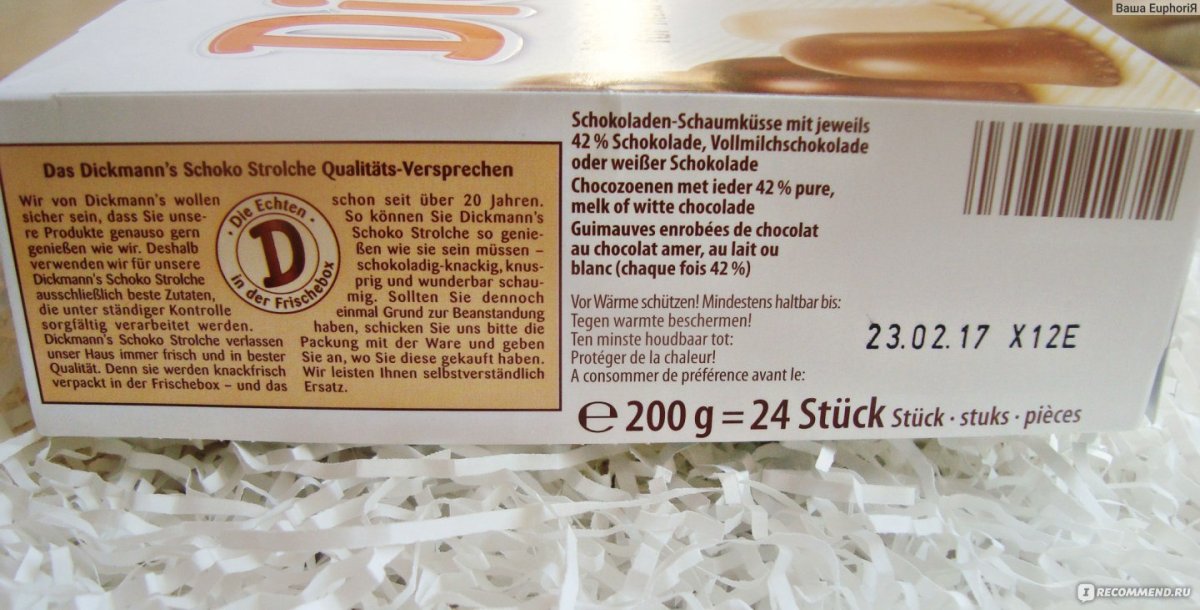 Ваша EuphoriЯ
Di
Das Dickmann's Schoko Strolche Qualitäts-Versprechen
Wir von Dickmann's wollen
sicher sein, dass Sie unse-
re Produkte genauso gern
genießen wie wir. Deshalb
verwenden wir für unsere
Dickmann's Schoko Strolche
ausschließlich beste Zutaten,
die unter ständiger Kontrolle
sorgfältig verarbeitet werden.
Dickmann's Schoko Strolche verlassen
unser Haus immer frisch und in bester
Qualität. Denn sie werden knackfrisch
verpackt in der Frischebox – und das
· Die Echten ·
D
in der Frischebox
schon seit über 20 Jahren.
So können Sie Dickmann's
Schoko Strolche so genie-
ßen wie sie sein müssen –
schokoladig-knackig, knus-
prig und wunderbar schau-
mig. Sollten Sie dennoch
einmal Grund zur Beanstandung
haben, schicken Sie uns bitte die
Packung mit der Ware und geben
Sie an, wo Sie diese gekauft haben.
Wir leisten Ihnen selbstverständlich
Ersatz.
Schokoladen-Schaumküsse mit jeweils
42 % Schokolade, Vollmilchschokolade
oder weißer Schokolade
Chocozoenen met ieder 42 % pure,
melk of witte chocolade
Guimauves enrobées de chocolat
au chocolat amer, au lait ou
blanc (chaque fois 42 %)
Vor Wärme schützen! Mindestens haltbar bis:
Tegen warmte beschermen!
Ten minste houdbaar tot:
Protéger de la chaleur!
A consommer de préférence avant le:
23.02.17 X12E
℮ 200 g = 24 Stück Stück · stuks · pièces
I RECOMMEND.RU